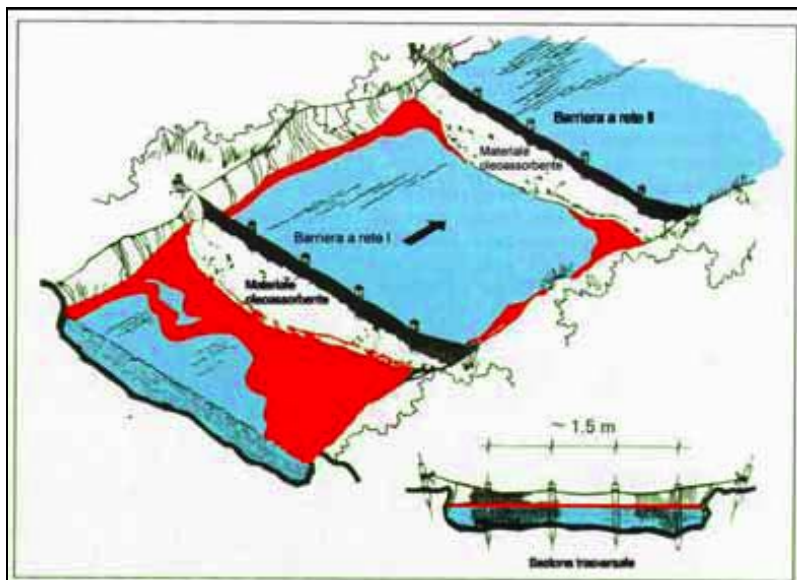 Barriera a rete II
Materiale
oleoassorbente
Barriera a rete I
Materiale
oleoassorbente
~ 1.5 m
Sezione trasversale